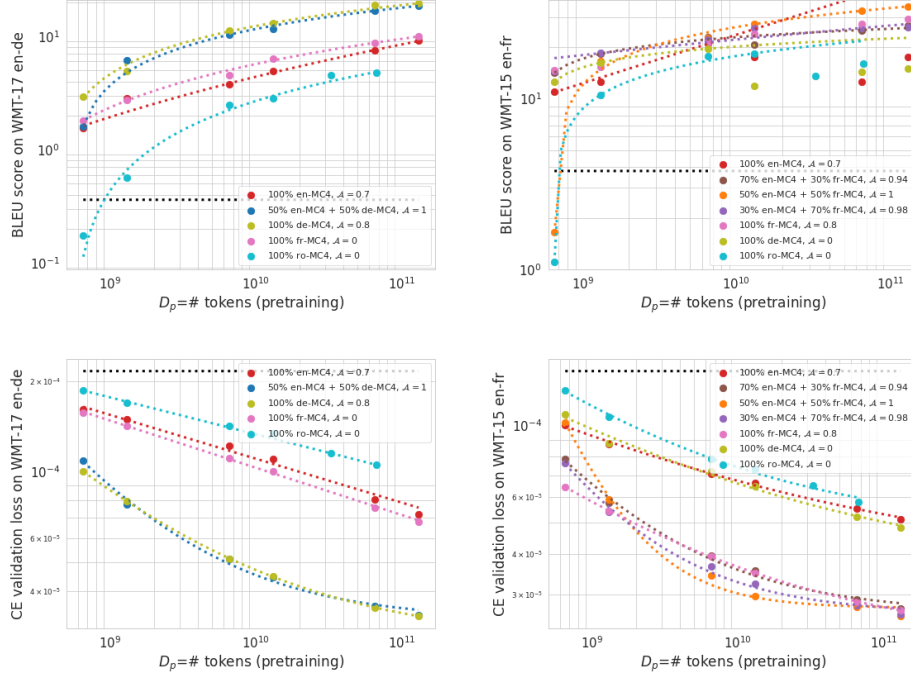 BLEU score on WMT-17 en-de
10¹
10⁰
10⁻¹
100% en-MC4, 𝒜 = 0.7
50% en-MC4 + 50% de-MC4, 𝒜 = 1
100% de-MC4, 𝒜 = 0.8
100% fr-MC4, 𝒜 = 0
100% ro-MC4, 𝒜 = 0
10⁹ 10¹⁰ 10¹¹
Dₚ=# tokens (pretraining)
BLEU score on WMT-15 en-fr
10¹
10⁰
100% en-MC4, 𝒜 = 0.7
70% en-MC4 + 30% fr-MC4, 𝒜 = 0.94
50% en-MC4 + 50% fr-MC4, 𝒜 = 1
30% en-MC4 + 70% fr-MC4, 𝒜 = 0.98
100% fr-MC4, 𝒜 = 0.8
100% de-MC4, 𝒜 = 0
100% ro-MC4, 𝒜 = 0
10⁹ 10¹⁰ 10¹¹
Dₚ=# tokens (pretraining)
CE validation loss on WMT-17 en-de
2 × 10⁻⁴
10⁻⁴
6 × 10⁻⁵
4 × 10⁻⁵
100% en-MC4, 𝒜 = 0.7
50% en-MC4 + 50% de-MC4, 𝒜 = 1
100% de-MC4, 𝒜 = 0.8
100% fr-MC4, 𝒜 = 0
100% ro-MC4, 𝒜 = 0
10⁹ 10¹⁰ 10¹¹
Dₚ=# tokens (pretraining)
CE validation loss on WMT-15 en-fr
10⁻⁴
6 × 10⁻⁵
4 × 10⁻⁵
3 × 10⁻⁵
100% en-MC4, 𝒜 = 0.7
70% en-MC4 + 30% fr-MC4, 𝒜 = 0.94
50% en-MC4 + 50% fr-MC4, 𝒜 = 1
30% en-MC4 + 70% fr-MC4, 𝒜 = 0.98
100% fr-MC4, 𝒜 = 0.8
100% de-MC4, 𝒜 = 0
100% ro-MC4, 𝒜 = 0
10⁹ 10¹⁰ 10¹¹
Dₚ=# tokens (pretraining)